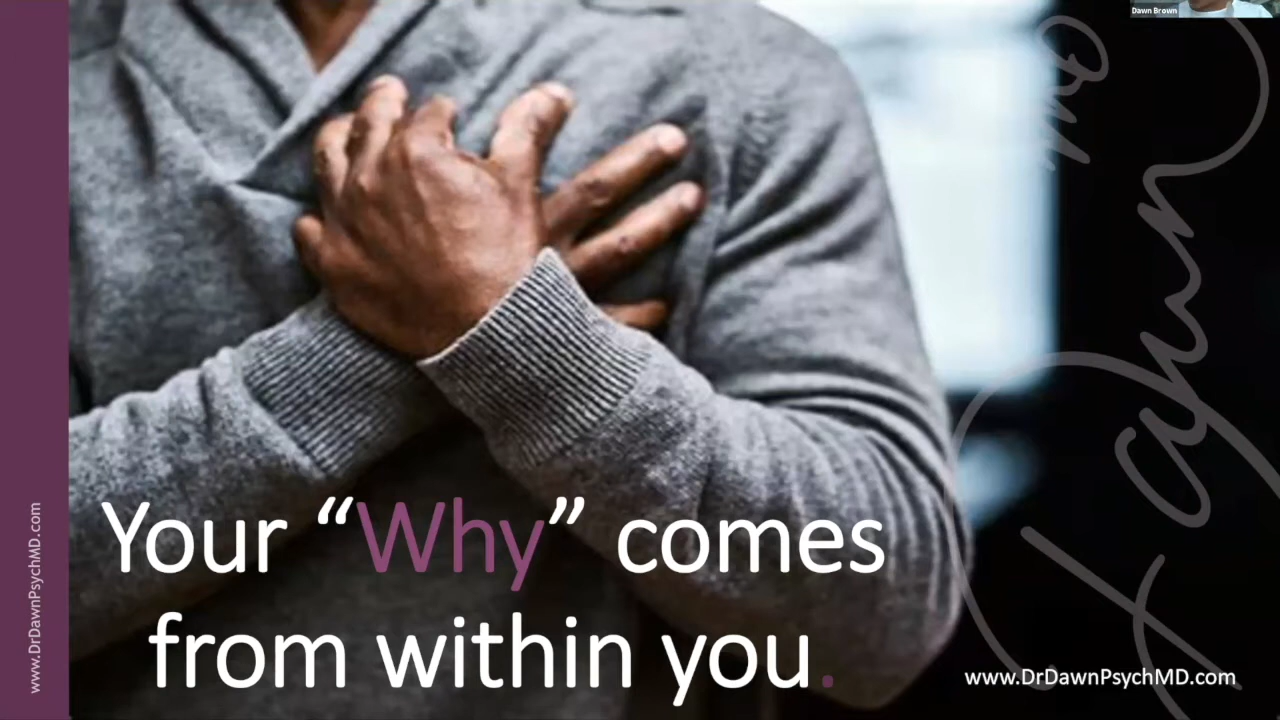 Dawn Brown
Your “Why” comes
from within you.
www.DrDawnPsychMD.com
www.DrDawnPsychMD.com